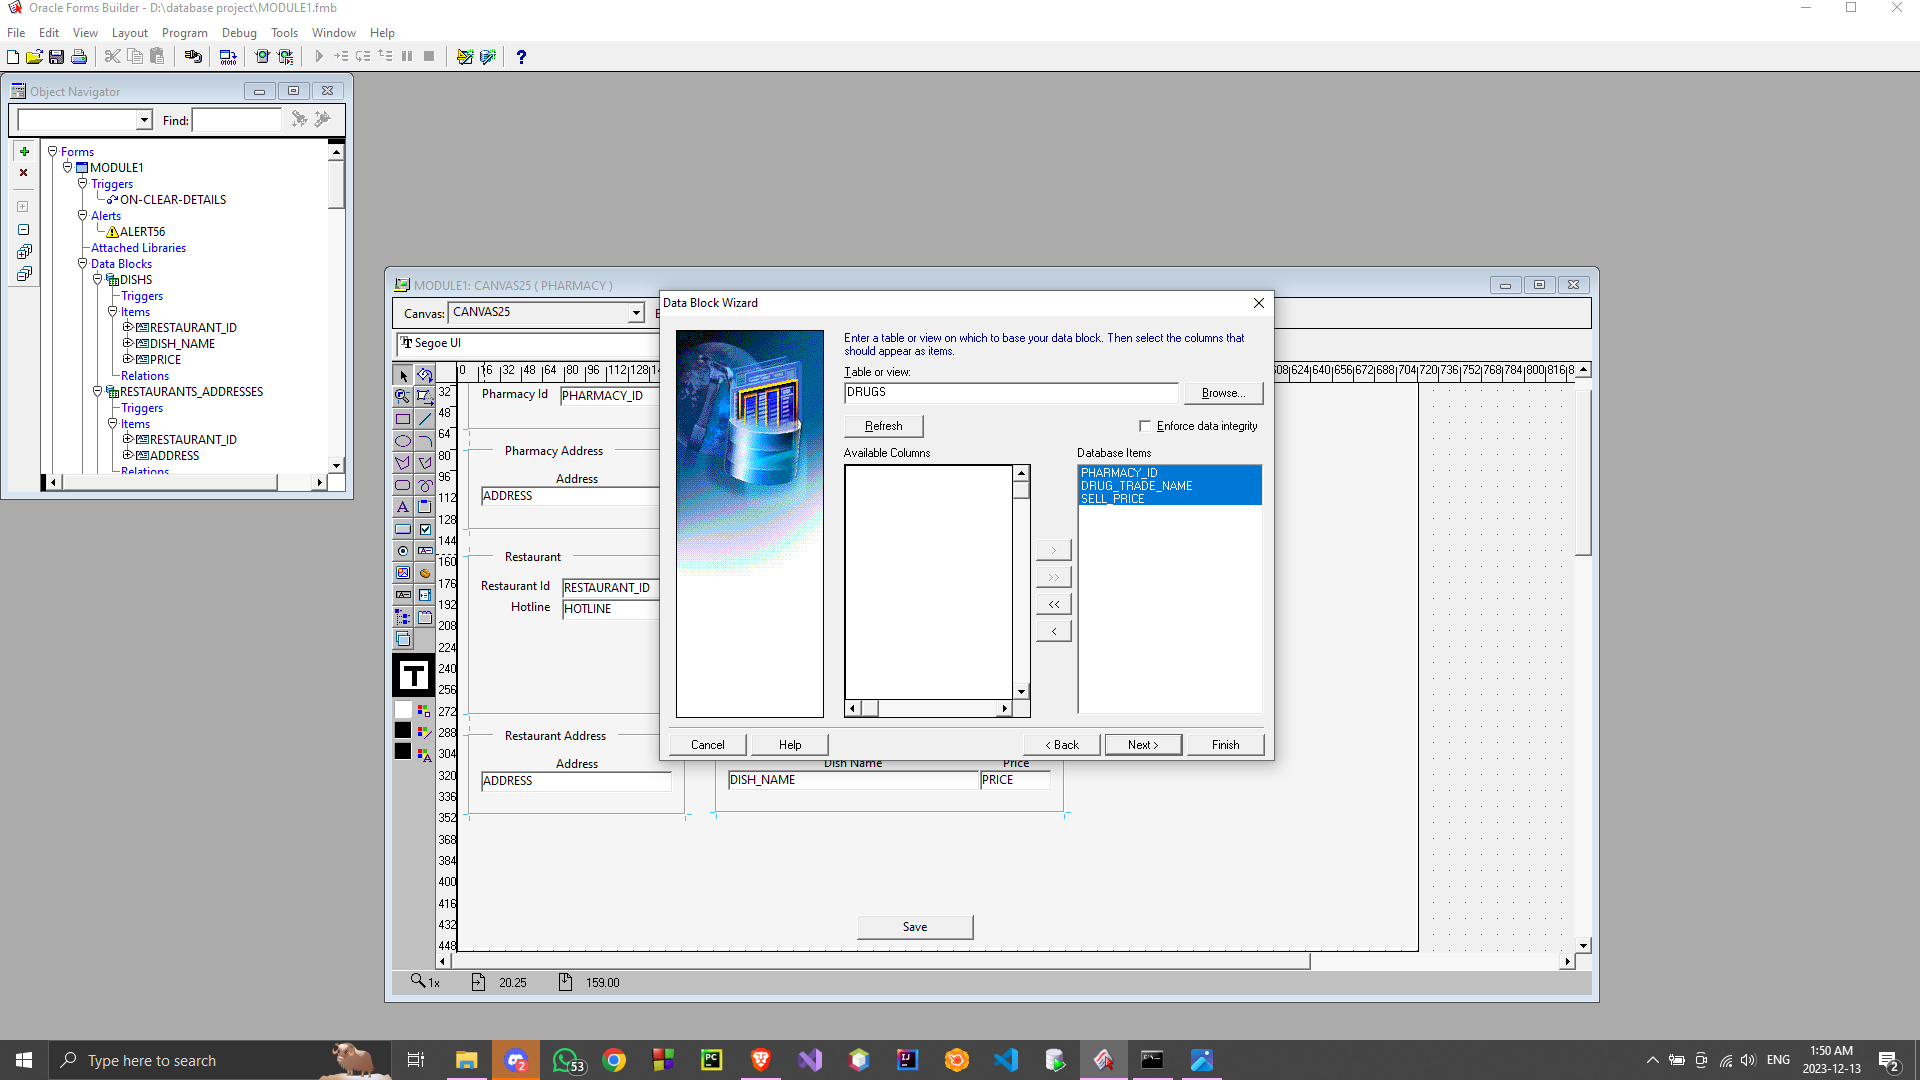 Oracle Forms Builder - D:\database project\MODULE1.fmb
File Edit View Layout Program Debug Tools Window Help
Object Navigator
Find:
Forms
MODULE1
Triggers
ON-CLEAR-DETAILS
Alerts
ALERT56
Attached Libraries
Data Blocks
DISHS
Triggers
Items
RESTAURANT_ID
DISH_NAME
PRICE
Relations
RESTAURANTS_ADDRESSES
Triggers
Items
RESTAURANT_ID
ADDRESS
Relations
MODULE1: CANVAS25 ( PHARMACY )
Canvas: CANVAS25
Segoe UI
0 16 32 48 64 80 96 112 128
624 640 656 672 688 704 720 736 752 768 784 800 816 8
32
48
64
80
96
112
128
144
160
176
192
208
224
240
256
272
288
304
320
336
352
368
384
400
416
432
448
Pharmacy Id PHARMACY_ID
Pharmacy Address
Address
ADDRESS
Restaurant
Restaurant Id RESTAURANT_ID
Hotline HOTLINE
Restaurant Address
Address
ADDRESS
Dish Name Price
DISH_NAME PRICE
Save
1x 20.25 159.00
Data Block Wizard
Enter a table or view on which to base your data block. Then select the columns that
should appear as items.
Table or view:
DRUGS
Browse...
Refresh
Enforce data integrity
Available Columns
Database Items
PHARMACY_ID
DRUG_TRADE_NAME
SELL_PRICE
>
>>
<<
<
Cancel Help < Back Next > Finish
Type here to search
2
53
PC
IJ
ENG
1:50 AM
2023-12-13
2